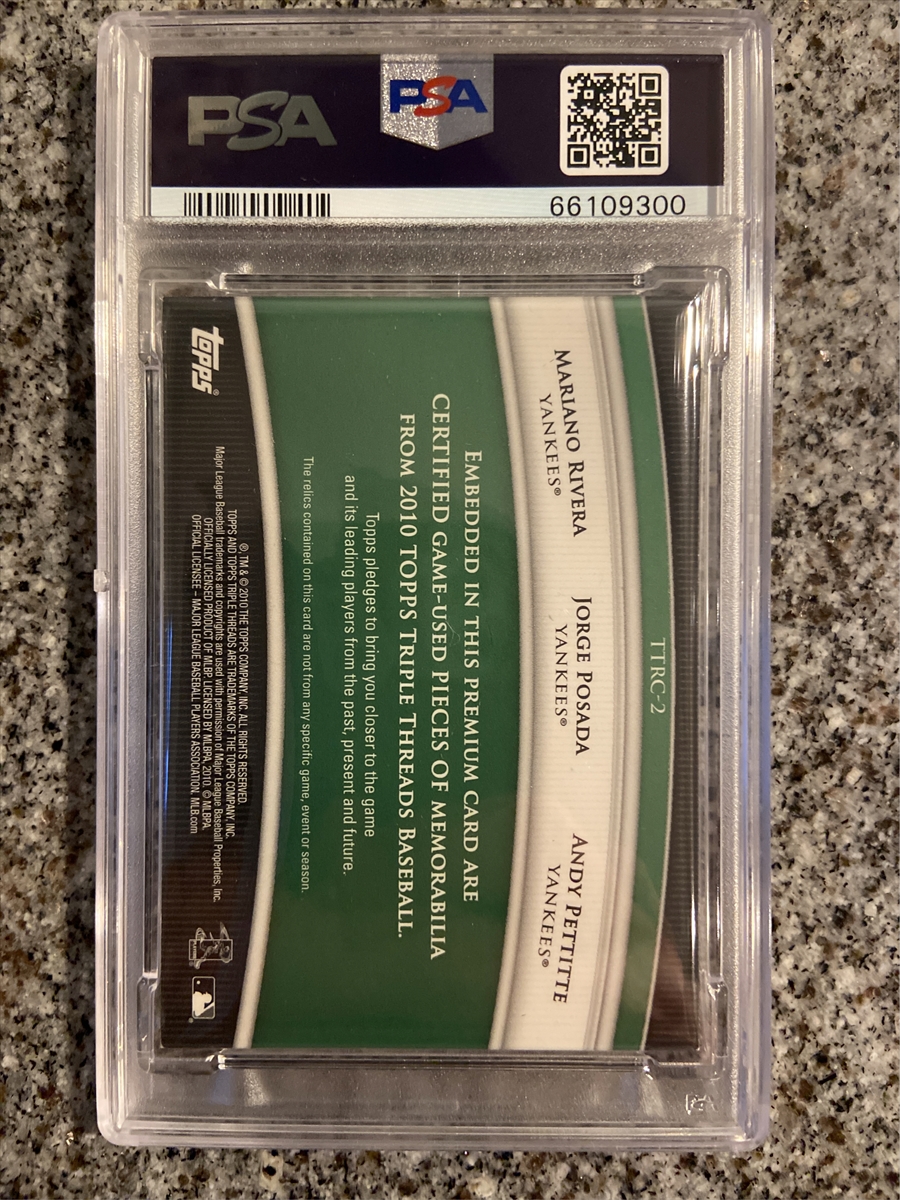 PSA
PSA
66109300
TTRC-2
MARIANO RIVERA
YANKEES®
JORGE POSADA
YANKEES®
ANDY PETTITTE
YANKEES®
EMBEDDED IN THIS PREMIUM CARD ARE
CERTIFIED GAME-USED PIECES OF MEMORABILIA
FROM 2010 TOPPS TRIPLE THREADS BASEBALL.
Topps pledges to bring you closer to the game
and its leading players from the past, present and future.
The relics contained on this card are not from any specific game, event or season.
topps®
®, TM & © 2010 THE TOPPS COMPANY, INC. ALL RIGHTS RESERVED.
TOPPS AND TOPPS TRIPLE THREADS ARE TRADEMARKS OF THE TOPPS COMPANY, INC.
Major League Baseball trademarks and copyrights are used with permission of Major League Baseball Properties, Inc.
OFFICIALLY LICENSED PRODUCT OF MLBP. LICENSED BY MLBPA, 2010. © MLBPA
OFFICIAL LICENSEE – MAJOR LEAGUE BASEBALL PLAYERS ASSOCIATION. MLB.com